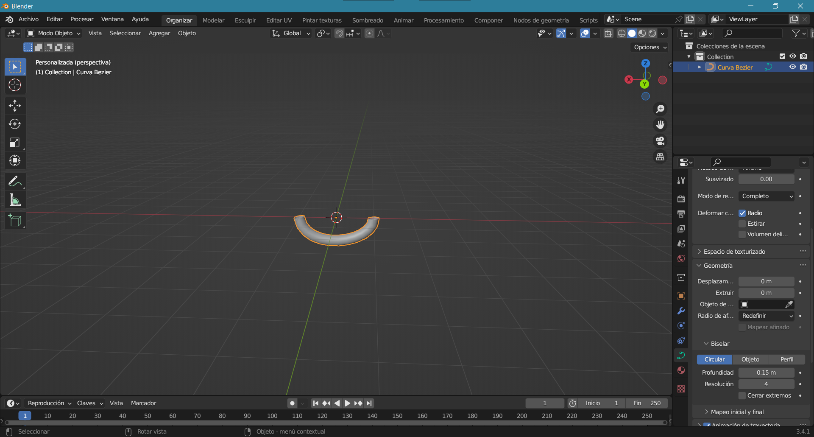 Blender
Archivo Editar Procesar Ventana Ayuda Organizar Modelar Esculpir Editar UV Pintar texturas Sombreado Animar Procesamiento Componer Nodos de geometría Scripts Scene ViewLayer
Modo Objeto Vista Seleccionar Agregar Objeto Global
Opciones
Personalizada (perspectiva)
(1) Collection | Curva Bezier
Z
X
Y
Colecciones de la escena
Collection
Curva Bezier
Suavizado 0.00
Modo de re... Completo
Deformar c... Radio
Estirar
Volumen deli...
Espacio de texturizado
Geometría
Desplazam... 0 m
Extruir 0 m
Objeto de ...
Radio de af... Redefinir
Mapear afinado
Biselar
Circular Objeto Perfil
Profundidad 0.15 m
Resolución 4
Cerrar extremos
Mapeo inicial y final
Animación de trayectoria
Reproducción Claves Vista Marcador 1 Inicio 1 Fin 250
1 10 20 30 40 50 60 70 80 90 100 110 120 130 140 150 160 170 180 190 200 210 220 230 240 250
Seleccionar Rotar vista Objeto - menú contextual 3.4.1